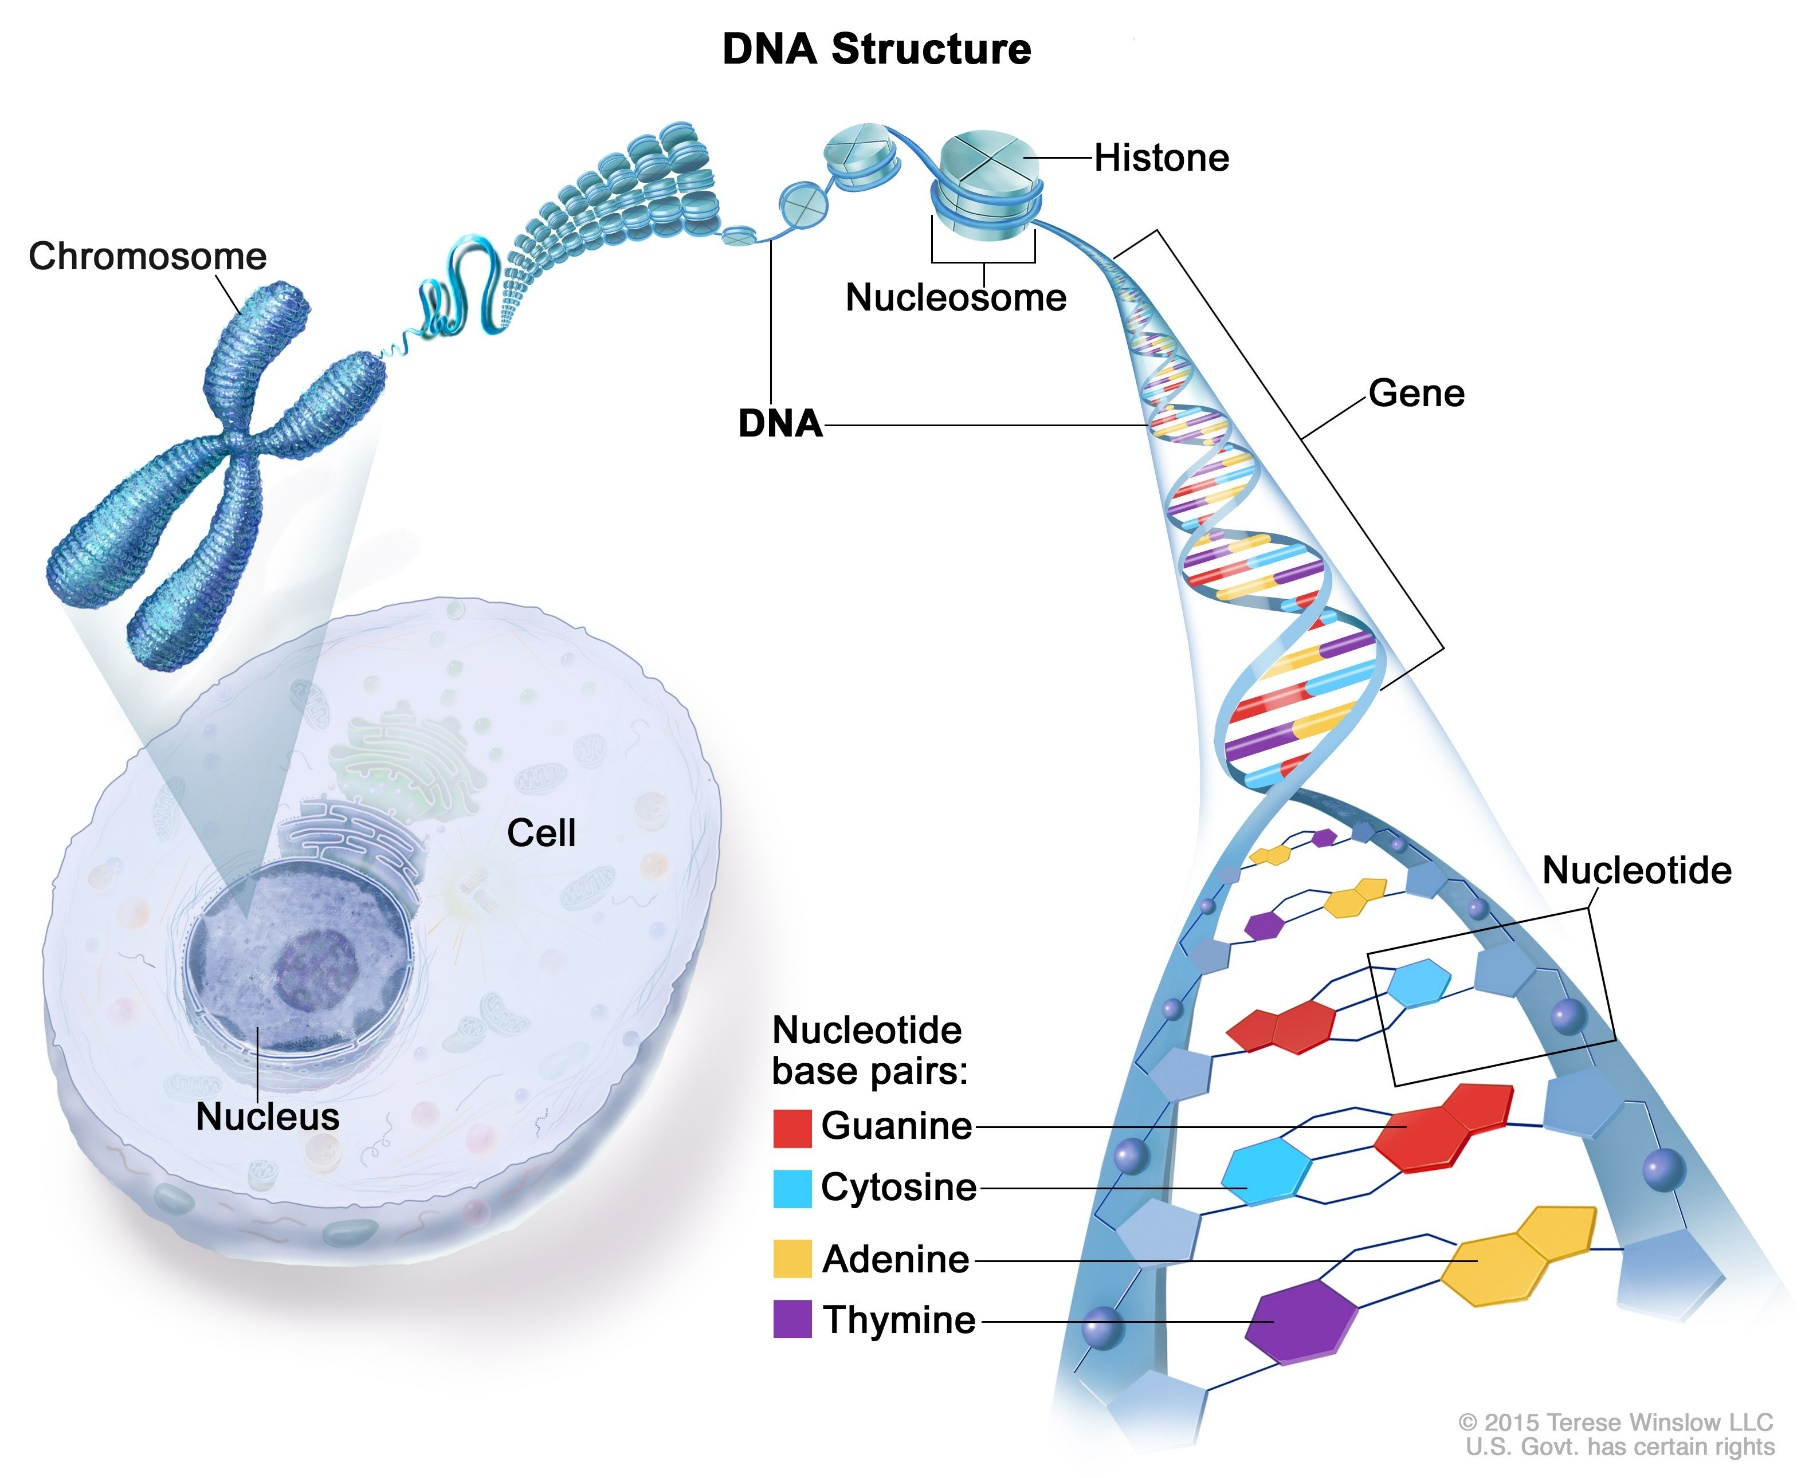 DNA Structure
Histone
Chromosome
Nucleosome
Gene
DNA
Cell
Nucleotide
Nucleus
Nucleotide
base pairs:
Guanine
Cytosine
Adenine
Thymine
© 2015 Terese Winslow LLC
U.S. Govt. has certain rights